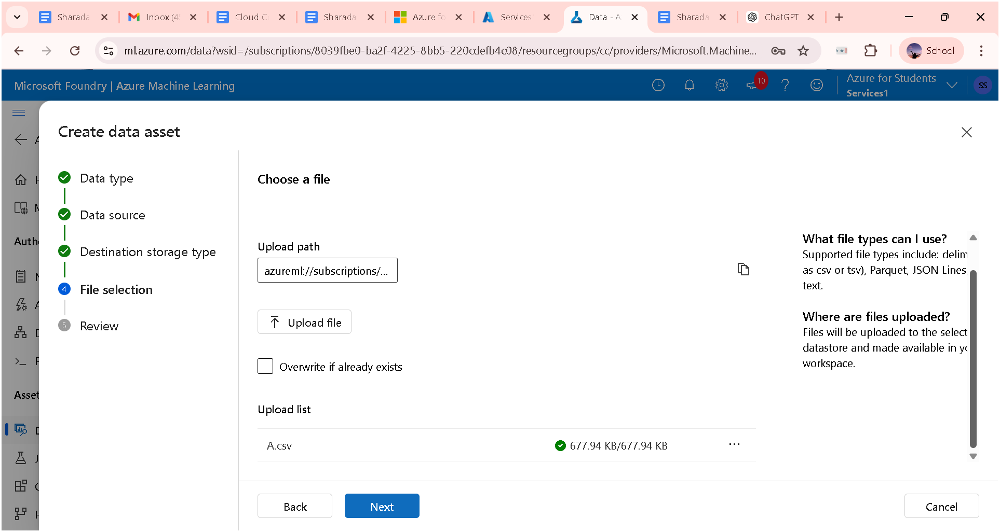 Sharada
Inbox (4
Cloud C
Sharada
Azure fo
Services
Data - A
Sharada
ChatGPT
ml.azure.com/data?wsid=/subscriptions/8039fbe0-ba2f-4225-8bb5-220cdefb4c08/resourcegroups/cc/providers/Microsoft.Machine...
School
Microsoft Foundry | Azure Machine Learning
10
Azure for Students
Services1
SS
Create data asset
Data type
Data source
Destination storage type
4 File selection
5 Review
Auth
Asset
Choose a file
Upload path
azureml://subscriptions/...
Upload file
Overwrite if already exists
Upload list
A.csv
677.94 KB/677.94 KB
What file types can I use?
Supported file types include: delim
as csv or tsv), Parquet, JSON Lines,
text.
Where are files uploaded?
Files will be uploaded to the select
datastore and made available in yo
workspace.
Back
Next
Cancel